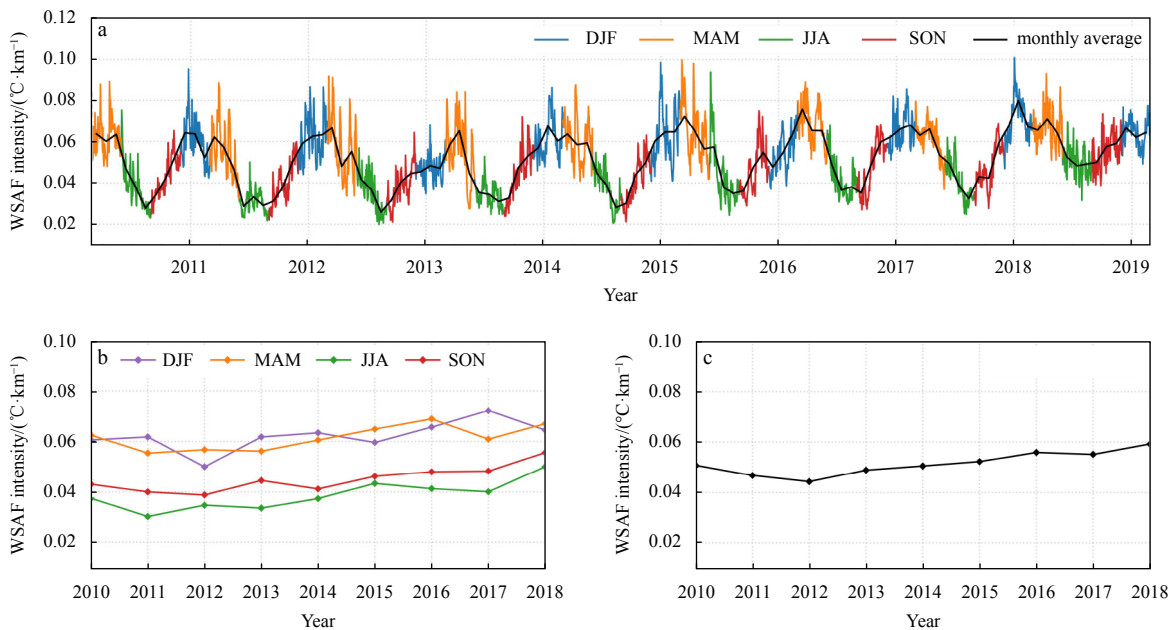 0.12
a
DJF MAM JJA SON monthly average
0.10
0.08
0.06
0.04
0.02
WSAF intensity/(℃·km⁻¹)
2011 2012 2013 2014 2015 2016 2017 2018 2019
Year
0.10
b
DJF MAM JJA SON
0.08
0.06
0.04
0.02
WSAF intensity/(℃·km⁻¹)
2010 2011 2012 2013 2014 2015 2016 2017 2018
Year
0.10
c
0.08
0.06
0.04
0.02
WSAF intensity/(°C·km⁻¹)
2010 2011 2012 2013 2014 2015 2016 2017 2018
Year